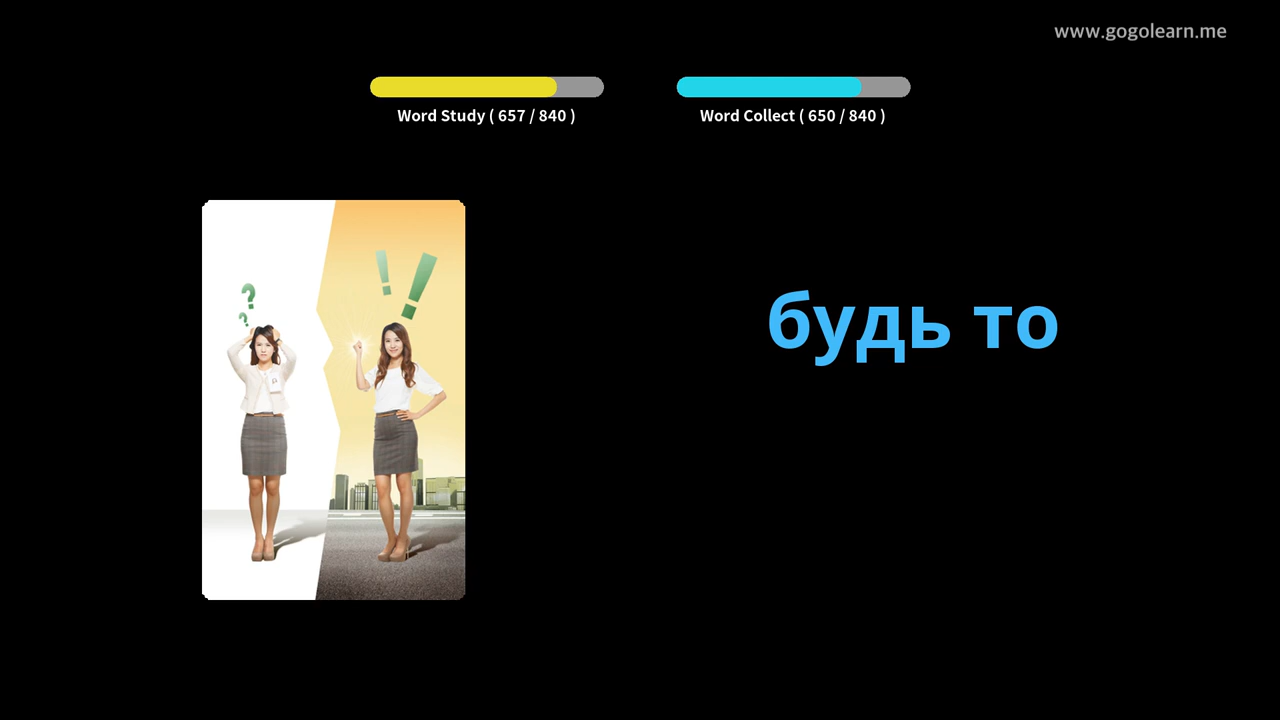 www.gogolearn.me
Word Study ( 657 / 840 )
Word Collect ( 650 / 840 )
? ?
! !
будь то